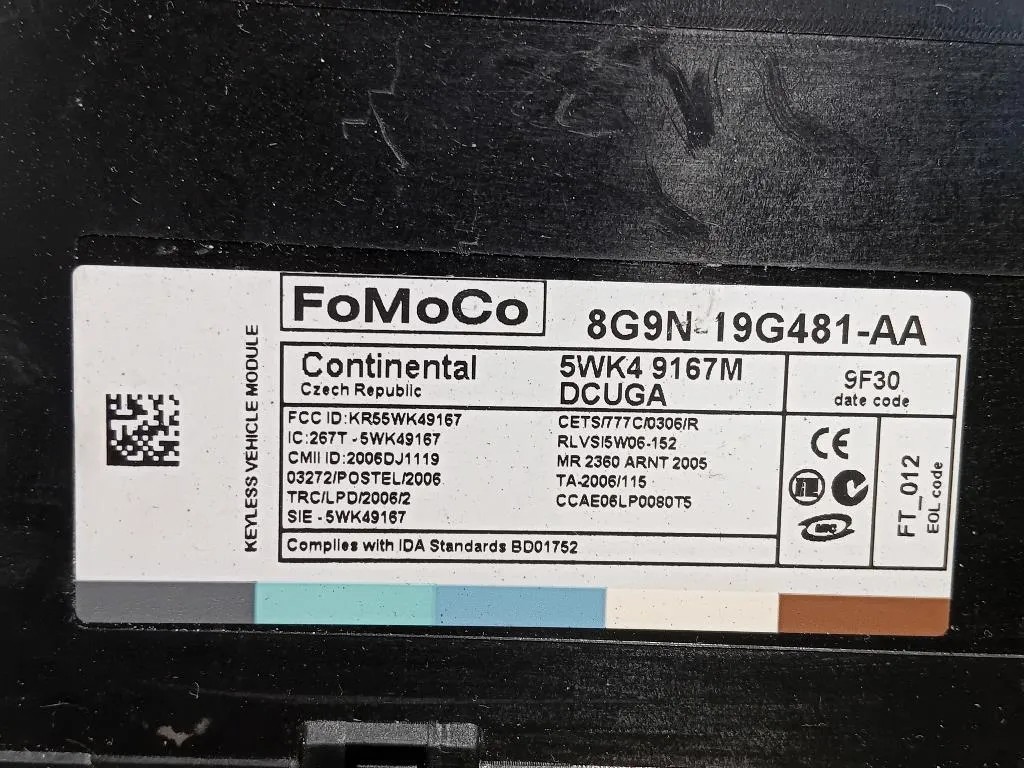 FoMoCo
8G9N-19G481-AA
KEYLESS VEHICLE MODULE
Continental
Czech Republic
5WK4 9167M
DCUGA
9F30
date code
FCC ID:KR55WK49167
IC:267T - 5WK49167
CMII ID:2006DJ1119
03272/POSTEL/2006
TRC/LPD/2006/2
SIE - 5WK49167
CETS/777C/0306/R
RLVSI5W06-152
MR 2360 ARNT 2005
TA-2006/115
CCAE06LP0080T5
Complies with IDA Standards BD01752
CE
FT_012
EOL code